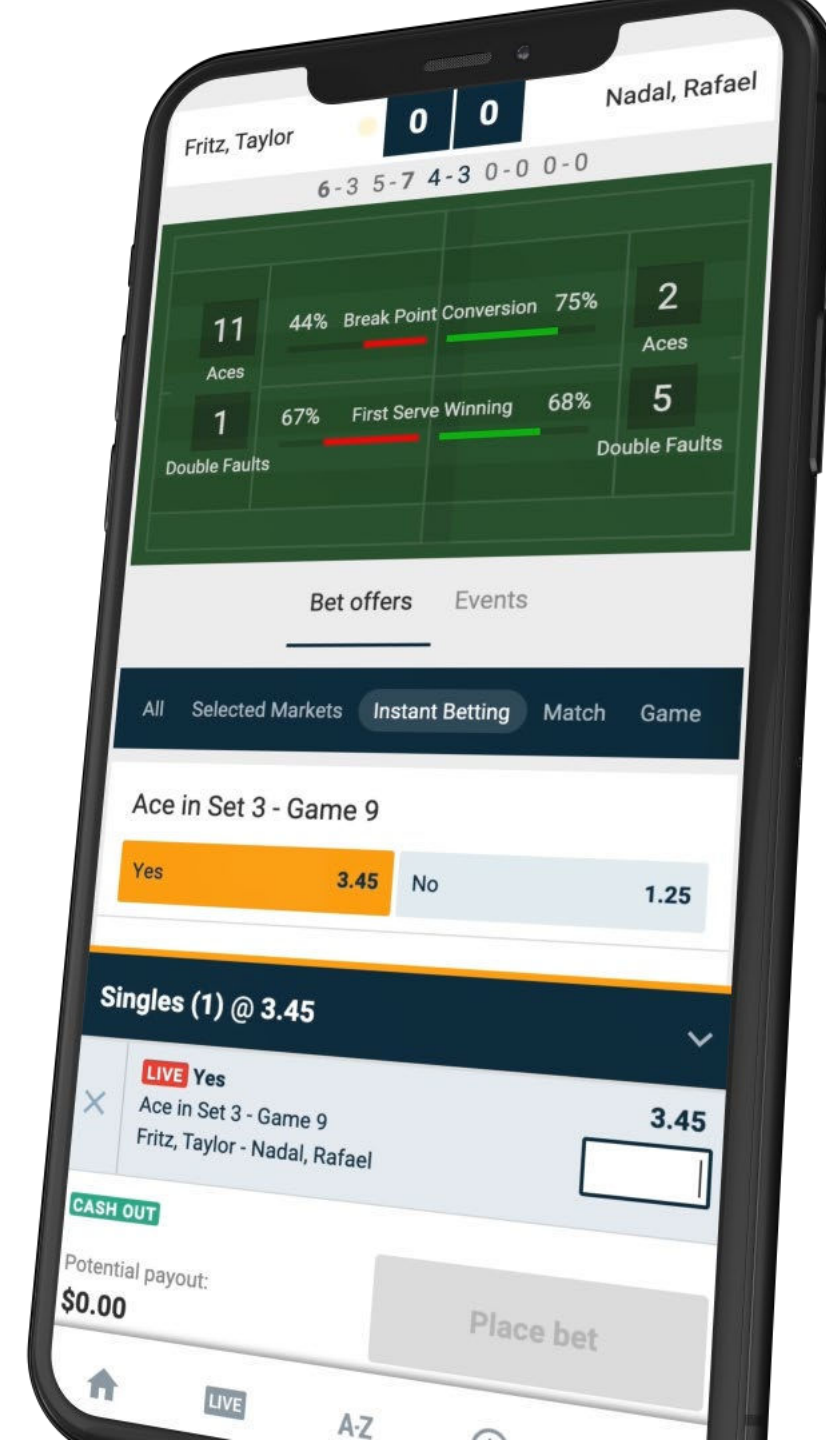 Fritz, Taylor 0 0 Nadal, Rafael
6-3 5-7 4-3 0-0 0-0
11 44% Break Point Conversion 75% 2
Aces Aces
1 67% First Serve Winning 68% 5
Double Faults Double Faults
Bet offers Events
All Selected Markets Instant Betting Match Game
Ace in Set 3 - Game 9
Yes 3.45 No 1.25
Singles (1) @ 3.45
LIVE Yes 3.45
Ace in Set 3 - Game 9
Fritz, Taylor - Nadal, Rafael
CASH OUT
Potential payout:
$0.00 Place bet
LIVE A-Z